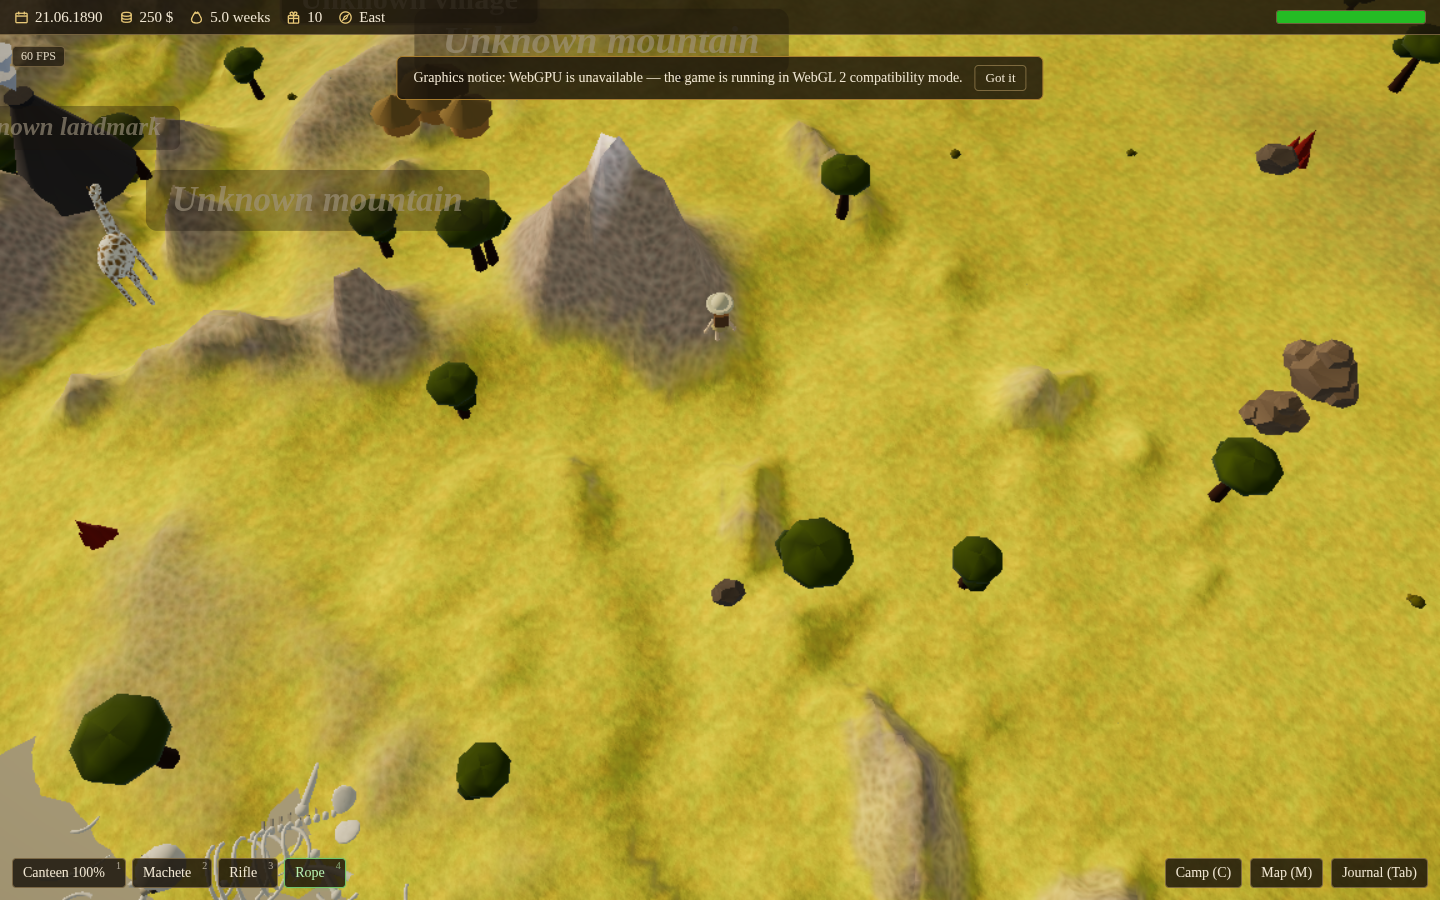 21.06.1890 250 $ 5.0 weeks 10 East
Unknown village
Unknown mountain
60 FPS
Graphics notice: WebGPU is unavailable — the game is running in WebGL 2 compatibility mode. Got it
nown landmark
Unknown mountain
Canteen 100% 1 Machete 2 Rifle 3 Rope 4
Camp (C) Map (M) Journal (Tab)